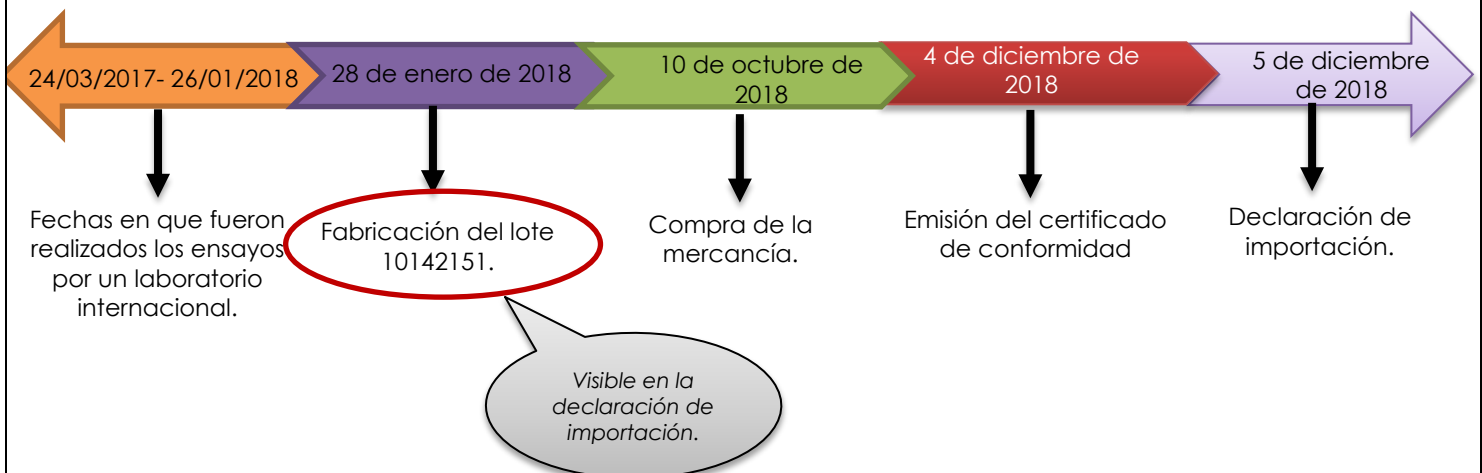 24/03/2017- 26/01/2018
28 de enero de 2018
10 de octubre de
2018
4 de diciembre de
2018
5 de diciembre
de 2018
Fechas en que fueron
realizados los ensayos
por un laboratorio
internacional.
Fabricación del lote
10142151.
Compra de la
mercancía.
Emisión del certificado
de conformidad
Declaración de
importación.
Visible en la
declaración de
importación.